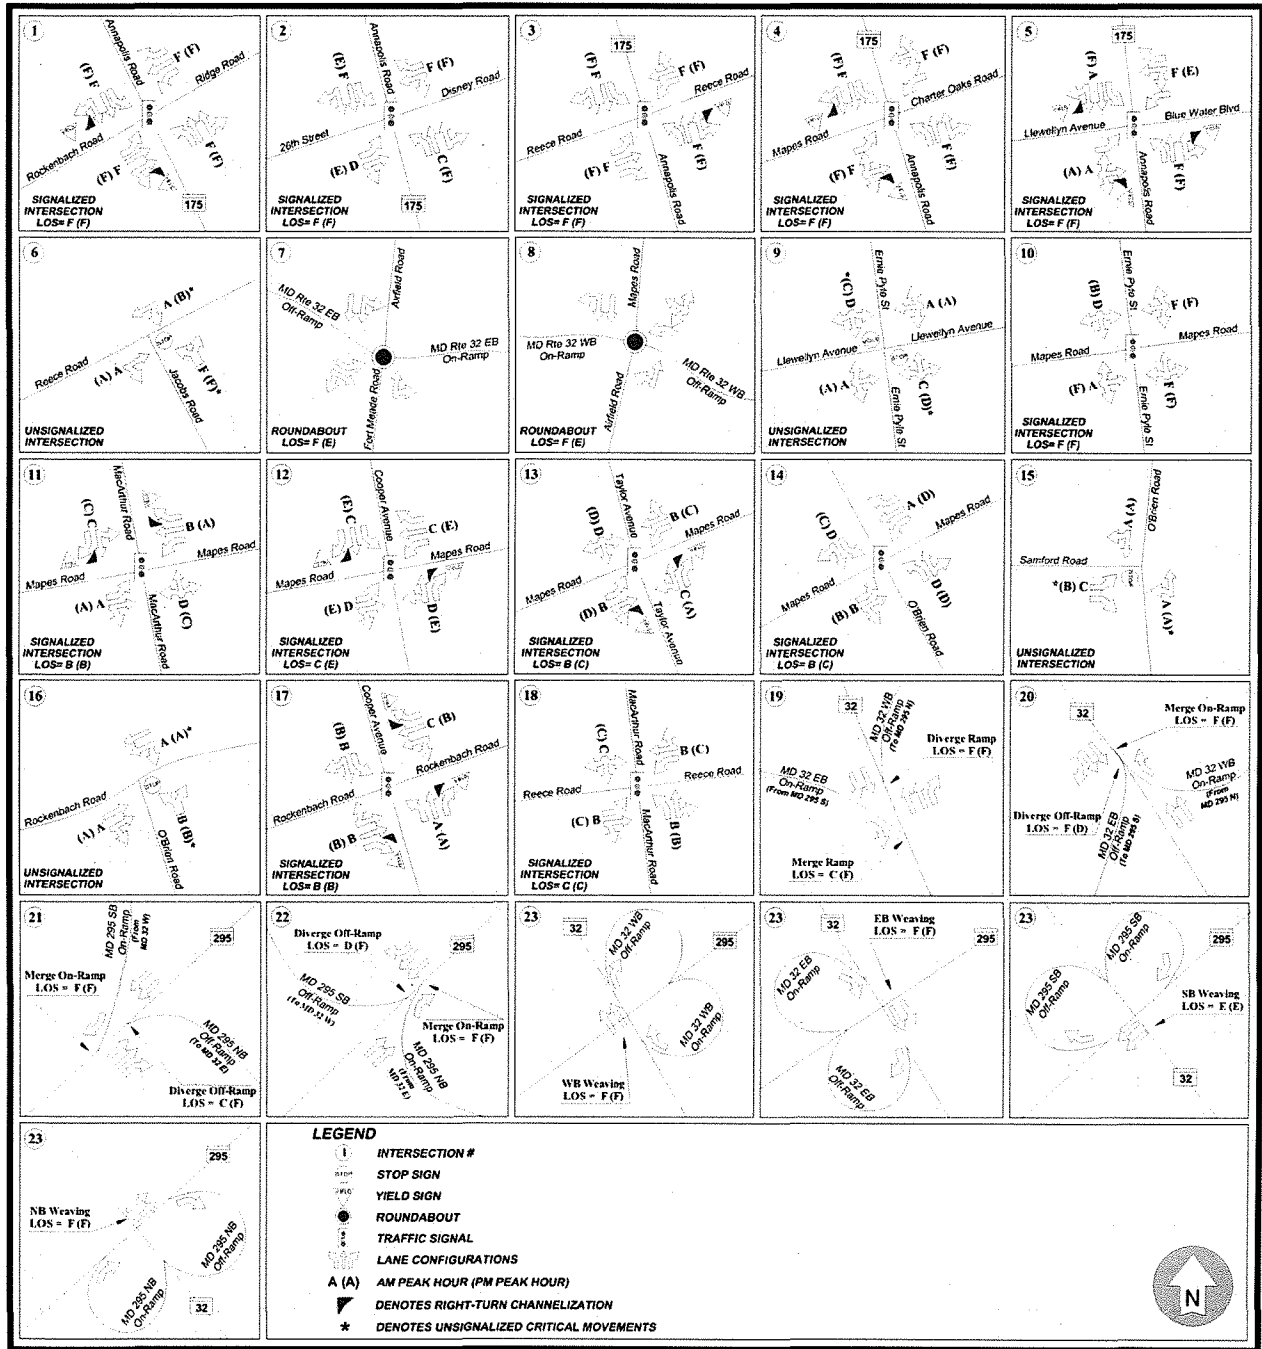 1
Annapolis Road
F (F)
Ridge Road
(F) F
Rockenbach Road
F (F)
(F) F
175
SIGNALIZED
INTERSECTION
LOS= F (F)
2
Annapolis Road
(E) F
F (F)
Disney Road
26th Street
(E) D
C (F)
175
SIGNALIZED
INTERSECTION
LOS= F (F)
3
175
(F) F
F (F)
Reece Road
Reece Road
F (F)
(F) F
Annapolis Road
SIGNALIZED
INTERSECTION
LOS= F (F)
4
175
(F) F
F (F)
Charter Oaks Road
Mapes Road
F (F)
(F) F
Annapolis Road
SIGNALIZED
INTERSECTION
LOS= F (F)
5
175
(F) A
F (E)
Blue Water Blvd
Llewellyn Avenue
(A) A
F (F)
Annapolis Road
SIGNALIZED
INTERSECTION
LOS= F (F)
6
A (B)*
STOP
Reece Road
(A) A
F (F)*
Jacobs Road
UNSIGNALIZED
INTERSECTION
7
Airfield Road
MD Rte 32 EB
Off-Ramp
MD Rte 32 EB
On-Ramp
Fort Meade Road
ROUNDABOUT
LOS= F (E)
8
Mapes Road
MD Rte 32 WB
On-Ramp
MD Rte 32 WB
Off-Ramp
Airfield Road
ROUNDABOUT
LOS= F (E)
9
Ernie Pyle St
*(C) D
A (A)
Llewellyn Avenue
Llewellyn Avenue
STOP
(A) A
C (D)*
Ernie Pyle St
UNSIGNALIZED
INTERSECTION
10
Ernie Pyle St
(B) D
F (F)
Mapes Road
Mapes Road
(F) A
F (F)
Ernie Pyle St
SIGNALIZED
INTERSECTION
LOS= F (F)
11
MacArthur Road
(C) C
B (A)
Mapes Road
Mapes Road
(A) A
D (C)
MacArthur Road
SIGNALIZED
INTERSECTION
LOS= B (B)
12
Cooper Avenue
(E) C
C (E)
Mapes Road
Mapes Road
(E) D
D (E)
SIGNALIZED
INTERSECTION
LOS= C (E)
13
Taylor Avenue
(D) D
B (C)
Mapes Road
Mapes Road
(D) B
C (A)
Taylor Avenue
SIGNALIZED
INTERSECTION
LOS= B (C)
14
A (D)
(C) D
Mapes Road
Mapes Road
(B) B
D (D)
O'Brien Road
SIGNALIZED
INTERSECTION
LOS= B (C)
15
O'Brien Road
A (A)
Samford Road
STOP
*(B) C
A (A)*
UNSIGNALIZED
INTERSECTION
16
A (A)*
STOP
Rockenbach Road
(A) A
B (B)*
O'Brian Road
UNSIGNALIZED
INTERSECTION
17
Cooper Avenue
(B) B
C (B)
Rockenbach Road
Rockenbach Road
(B) B
A (A)
SIGNALIZED
INTERSECTION
LOS= B (B)
18
MacArthur Road
(C) C
B (C)
Reece Road
Reece Road
(C) B
B (B)
MacArthur Road
SIGNALIZED
INTERSECTION
LOS= C (C)
19
32
MD 32 WB
Off-Ramp
(To MD 295 N)
Diverge Ramp
LOS = F (F)
MD 32 EB
On-Ramp
(From MD 295 S)
Merge Ramp
LOS = C (F)
20
32
Merge On-Ramp
LOS = F (F)
MD 32 WB
On-Ramp
(From
MD 295 N)
Diverge Off-Ramp
LOS = F (D)
MD 32 EB
Off-Ramp
(To MD 295 S)
21
MD 295 SB
On-Ramp
(From
MD 32 W)
295
Merge On-Ramp
LOS = F (F)
MD 295 NB
Off-Ramp
(To MD 32 E)
Diverge Off-Ramp
LOS = C (F)
22
Diverge Off-Ramp
LOS = D (F)
295
MD 295 SB
Off-Ramp
(To MD 32 W)
Merge On-Ramp
LOS = F (F)
MD 295 NB
On-Ramp
(From
MD 32 E)
23
32
MD 32 WB
Off-Ramp
295
MD 32 WB
On-Ramp
WB Weaving
LOS = F (F)
23
32
EB Weaving
LOS = F (F)
295
MD 32 EB
On-Ramp
MD 32 EB
Off-Ramp
23
MD 295 SB
On-Ramp
295
MD 295 SB
Off-Ramp
SB Weaving
LOS = E (E)
32
23
295
NB Weaving
LOS = F (F)
MD 295 NB
Off-Ramp
MD 295 NB
On-Ramp
32
LEGEND
1 INTERSECTION #
STOP STOP SIGN
YIELD YIELD SIGN
ROUNDABOUT
TRAFFIC SIGNAL
LANE CONFIGURATIONS
A (A) AM PEAK HOUR (PM PEAK HOUR)
DENOTES RIGHT-TURN CHANNELIZATION
* DENOTES UNSIGNALIZED CRITICAL MOVEMENTS
N